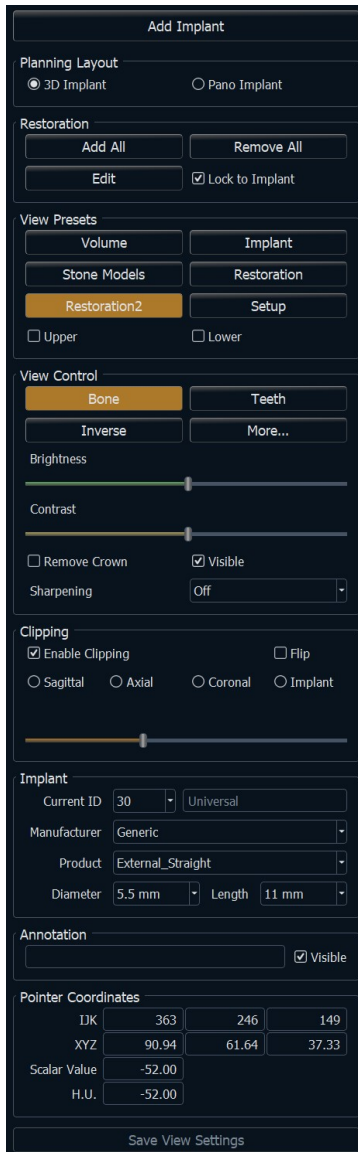 Add Implant
Planning Layout
3D Implant Pano Implant
Restoration
Add All Remove All
Edit Lock to Implant
View Presets
Volume Implant
Stone Models Restoration
Restoration2 Setup
Upper Lower
View Control
Bone Teeth
Inverse More...
Brightness
Contrast
Remove Crown Visible
Sharpening Off
Clipping
Enable Clipping Flip
Sagittal Axial Coronal Implant
Implant
Current ID 30 Universal
Manufacturer Generic
Product External_Straight
Diameter 5.5 mm Length 11 mm
Annotation
Visible
Pointer Coordinates
IJK 363 246 149
XYZ 90.94 61.64 37.33
Scalar Value -52.00
H.U. -52.00
Save View Settings